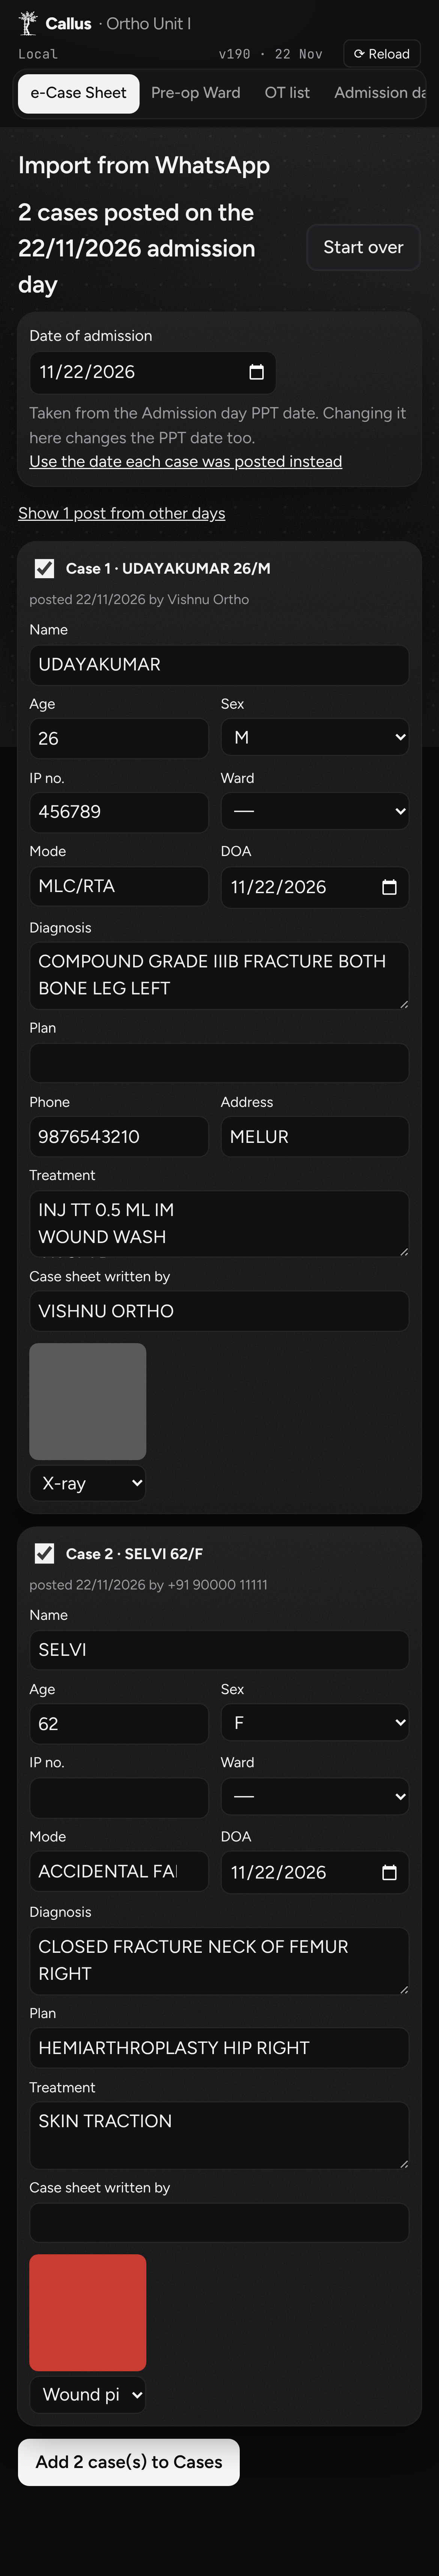 Callus · Ortho Unit I
Local v190 · 22 Nov ⟳ Reload
e-Case Sheet Pre-op Ward OT list Admission da
Import from WhatsApp
2 cases posted on the
22/11/2026 admission
day
Start over
Date of admission
11/22/2026
Taken from the Admission day PPT date. Changing it
here changes the PPT date too.
Use the date each case was posted instead
Show 1 post from other days
Case 1 · UDAYAKUMAR 26/M
posted 22/11/2026 by Vishnu Ortho
Name
UDAYAKUMAR
Age Sex
26 M
IP no. Ward
456789 —
Mode DOA
MLC/RTA 11/22/2026
Diagnosis
COMPOUND GRADE IIIB FRACTURE BOTH
BONE LEG LEFT
Plan
Phone Address
9876543210 MELUR
Treatment
INJ TT 0.5 ML IM
WOUND WASH
Case sheet written by
VISHNU ORTHO
X-ray
Case 2 · SELVI 62/F
posted 22/11/2026 by +91 90000 11111
Name
SELVI
Age Sex
62 F
IP no. Ward
—
Mode DOA
ACCIDENTAL FAL 11/22/2026
Diagnosis
CLOSED FRACTURE NECK OF FEMUR
RIGHT
Plan
HEMIARTHROPLASTY HIP RIGHT
Treatment
SKIN TRACTION
Case sheet written by
Wound pi
Add 2 case(s) to Cases